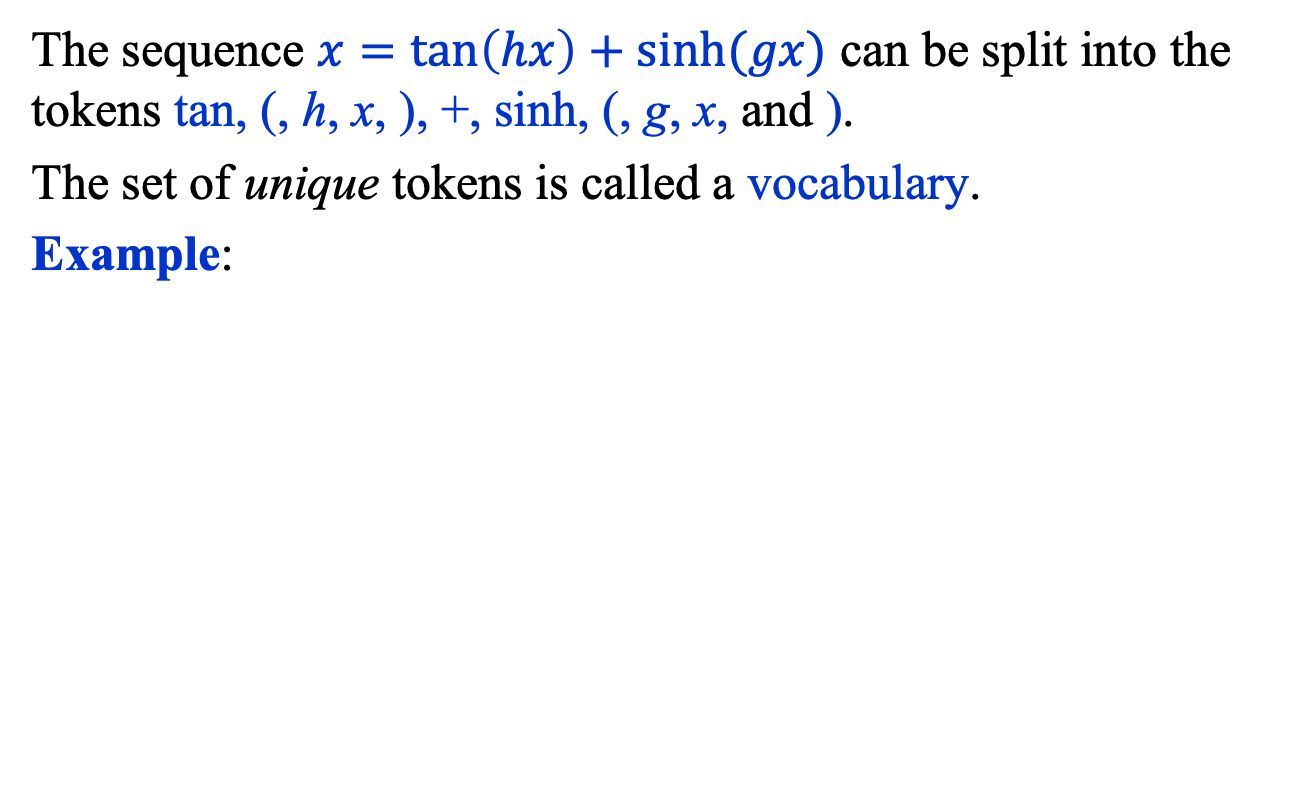 The sequence x = tan(hx) + sinh(gx) can be split into the
tokens tan, (, h, x, ), +, sinh, (, g, x, and ).
The set of unique tokens is called a vocabulary.
Example: